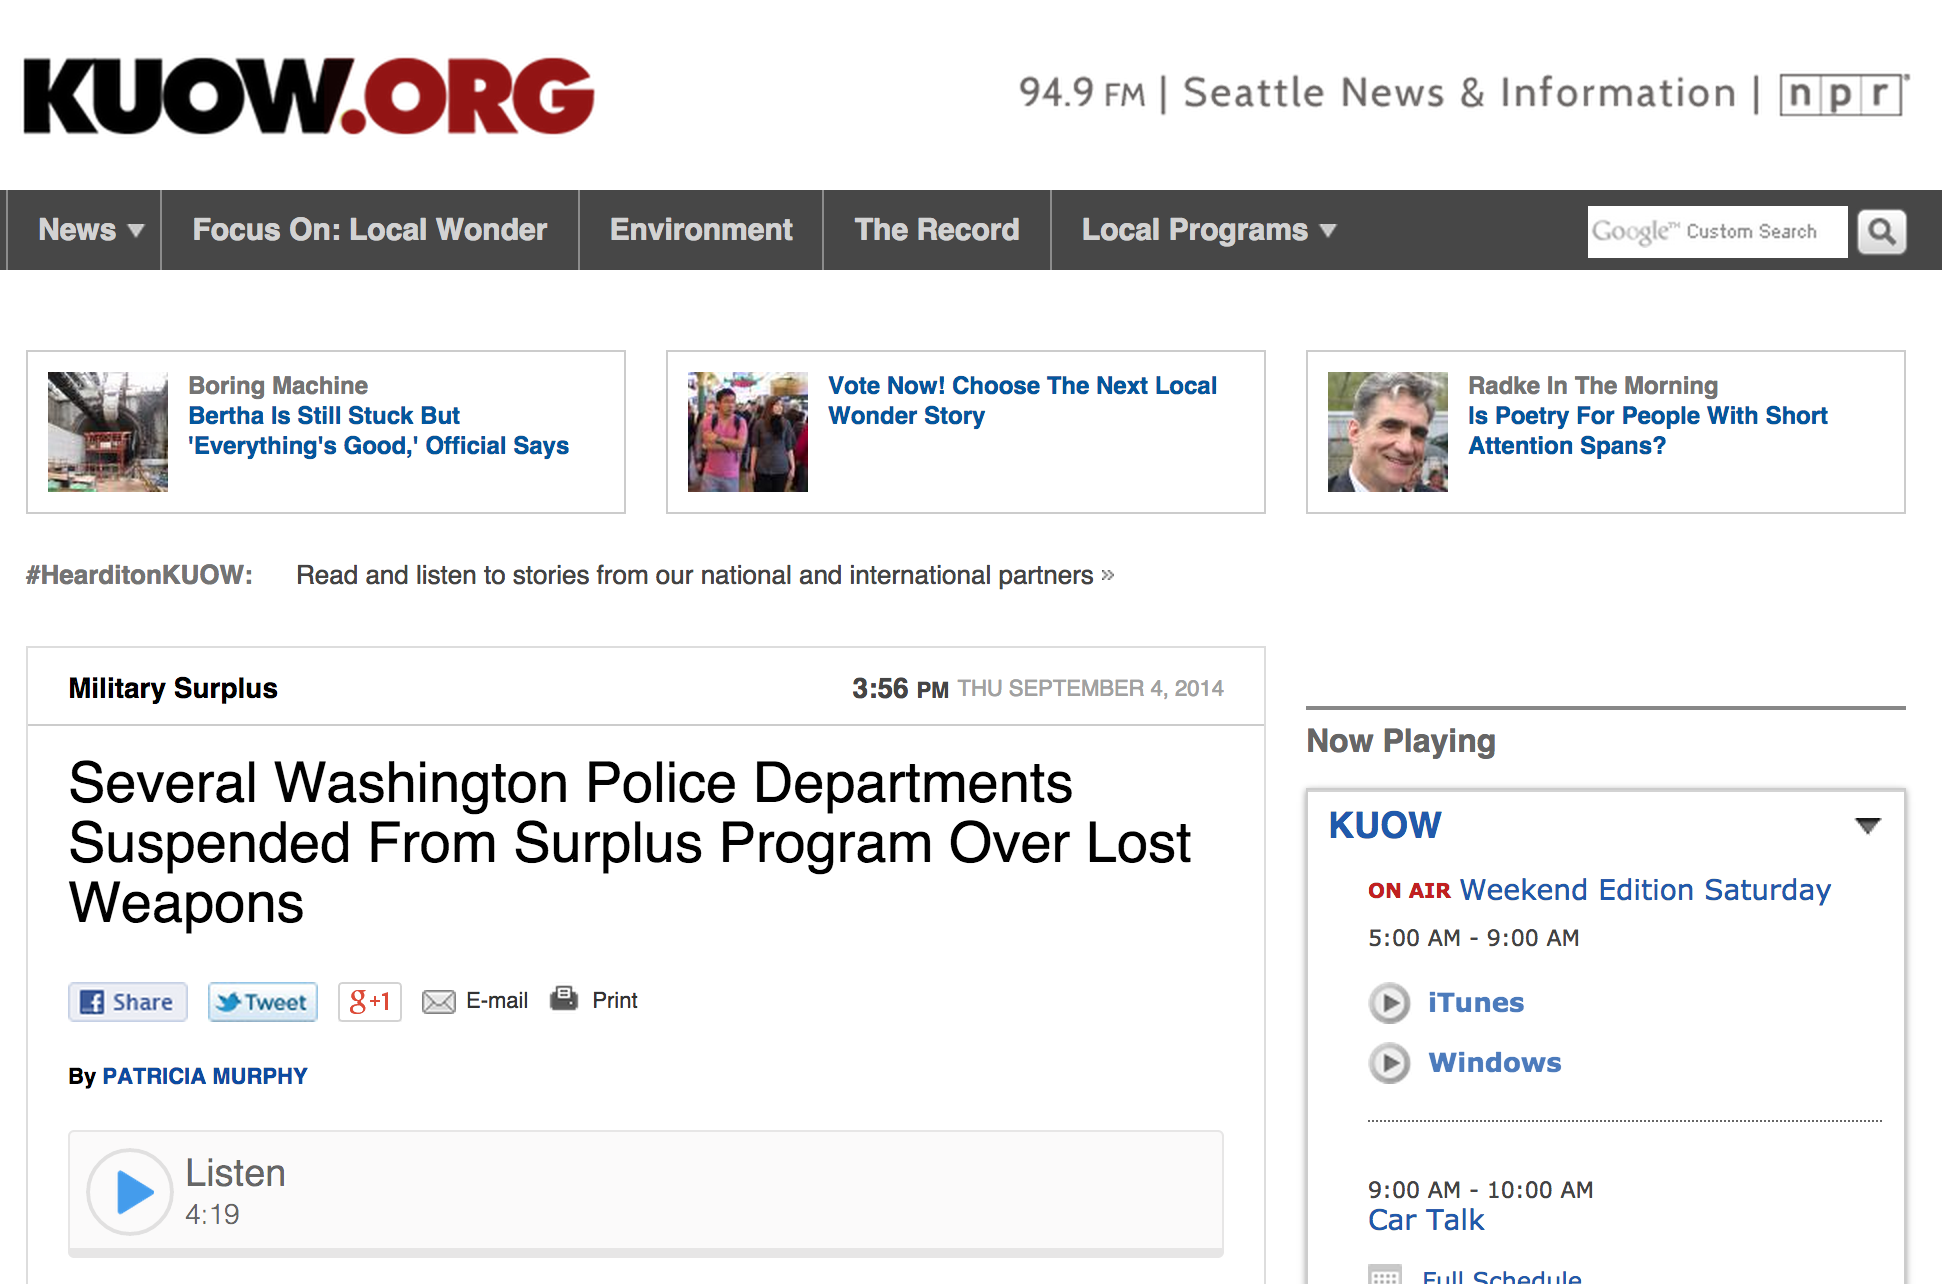 KUOW.ORG
94.9 FM | Seattle News & Information | npr
News
Focus On: Local Wonder
Environment
The Record
Local Programs
Google™ Custom Search
Boring Machine
Bertha Is Still Stuck But
'Everything's Good,' Official Says
Vote Now! Choose The Next Local
Wonder Story
Radke In The Morning
Is Poetry For People With Short
Attention Spans?
#HearditonKUOW: Read and listen to stories from our national and international partners »
Military Surplus
3:56 PM THU SEPTEMBER 4, 2014
Several Washington Police Departments
Suspended From Surplus Program Over Lost
Weapons
Share
Tweet
g+1
E-mail
Print
By PATRICIA MURPHY
Listen
4:19
Now Playing
KUOW
ON AIR Weekend Edition Saturday
5:00 AM - 9:00 AM
iTunes
Windows
9:00 AM - 10:00 AM
Car Talk
Full Schedule